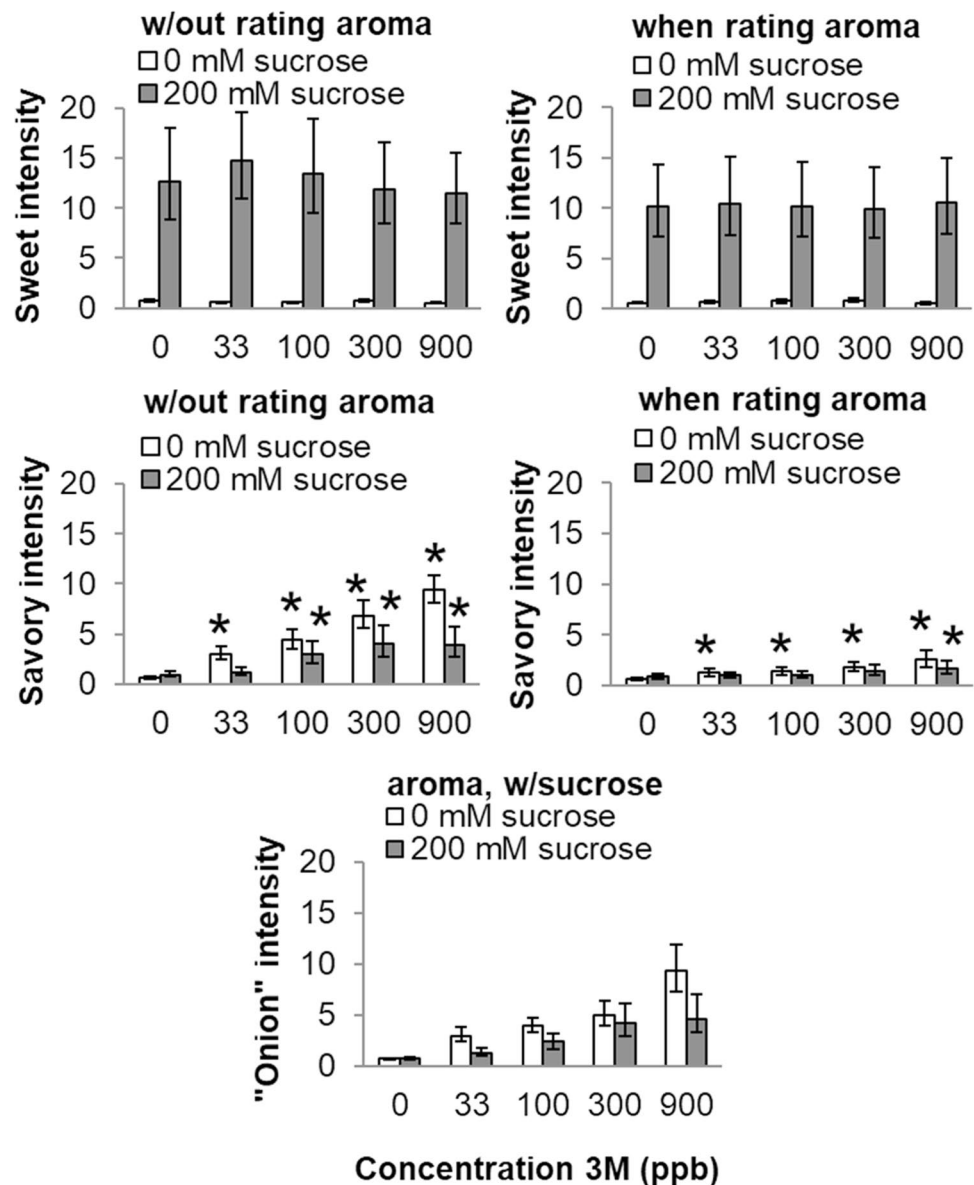 w/out rating aroma
0 mM sucrose
200 mM sucrose
Sweet intensity
20
15
10
5
0
0 33 100 300 900
when rating aroma
0 mM sucrose
200 mM sucrose
Sweet intensity
20
15
10
5
0
0 33 100 300 900
w/out rating aroma
0 mM sucrose
200 mM sucrose
Savory intensity
20
15
10
5
0
* * * * * * *
0 33 100 300 900
when rating aroma
0 mM sucrose
200 mM sucrose
Savory intensity
20
15
10
5
0
* * * * *
0 33 100 300 900
aroma, w/sucrose
0 mM sucrose
200 mM sucrose
"Onion" intensity
20
15
10
5
0
0 33 100 300 900
Concentration 3M (ppb)